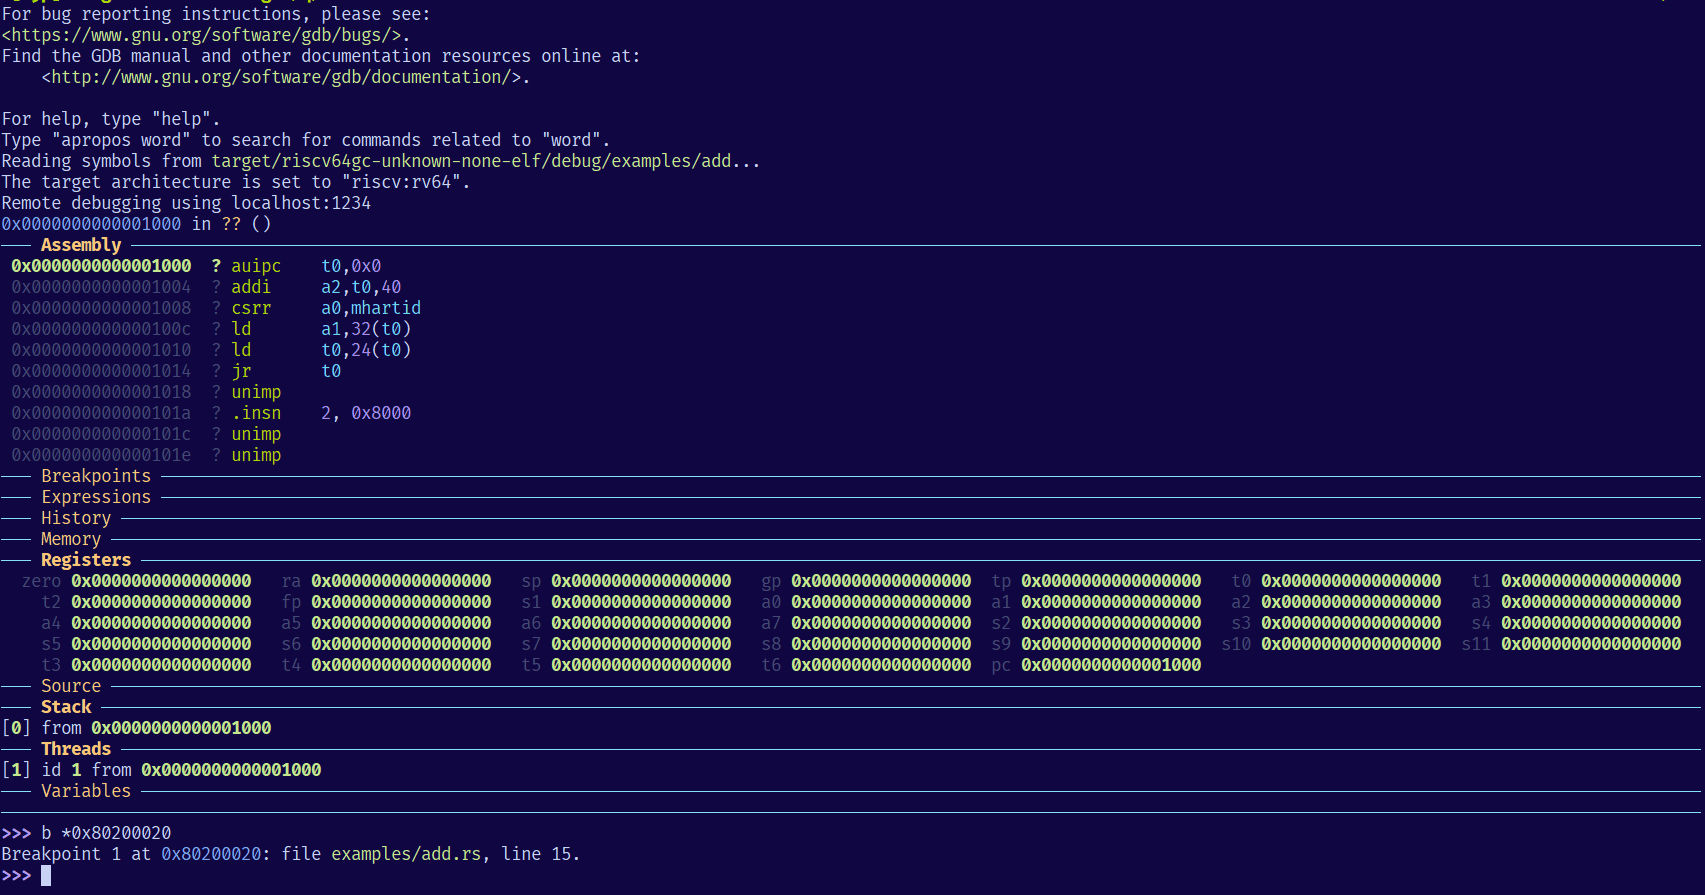 For bug reporting instructions, please see:
<https://www.gnu.org/software/gdb/bugs/>.
Find the GDB manual and other documentation resources online at:
    <http://www.gnu.org/software/gdb/documentation/>.

For help, type "help".
Type "apropos word" to search for commands related to "word".
Reading symbols from target/riscv64gc-unknown-none-elf/debug/examples/add...
The target architecture is set to "riscv:rv64".
Remote debugging using localhost:1234
0x0000000000001000 in ?? ()
Assembly
0x0000000000001000 ? auipc t0,0x0
0x0000000000001004 ? addi a2,t0,40
0x0000000000001008 ? csrr a0,mhartid
0x000000000000100c ? ld a1,32(t0)
0x0000000000001010 ? ld t0,24(t0)
0x0000000000001014 ? jr t0
0x0000000000001018 ? unimp
0x000000000000101a ? .insn 2, 0x8000
0x000000000000101c ? unimp
0x000000000000101e ? unimp
Breakpoints
Expressions
History
Memory
Registers
zero 0x0000000000000000 ra 0x0000000000000000 sp 0x0000000000000000 gp 0x0000000000000000 tp 0x0000000000000000 t0 0x0000000000000000 t1 0x0000000000000000
t2 0x0000000000000000 fp 0x0000000000000000 s1 0x0000000000000000 a0 0x0000000000000000 a1 0x0000000000000000 a2 0x0000000000000000 a3 0x0000000000000000
a4 0x0000000000000000 a5 0x0000000000000000 a6 0x0000000000000000 a7 0x0000000000000000 s2 0x0000000000000000 s3 0x0000000000000000 s4 0x0000000000000000
s5 0x0000000000000000 s6 0x0000000000000000 s7 0x0000000000000000 s8 0x0000000000000000 s9 0x0000000000000000 s10 0x0000000000000000 s11 0x0000000000000000
t3 0x0000000000000000 t4 0x0000000000000000 t5 0x0000000000000000 t6 0x0000000000000000 pc 0x0000000000001000
Source
Stack
[0] from 0x0000000000001000
Threads
[1] id 1 from 0x0000000000001000
Variables
>>> b *0x80200020
Breakpoint 1 at 0x80200020: file examples/add.rs, line 15.
>>>